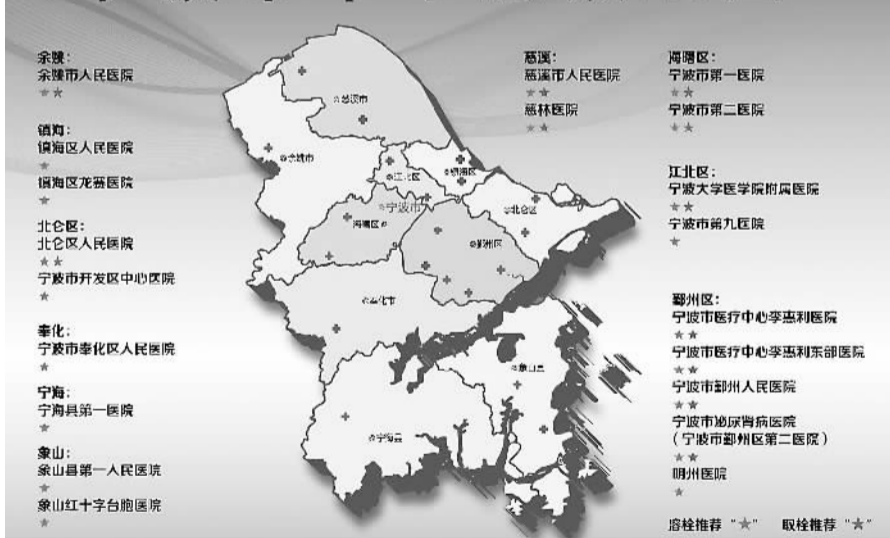 余姚：
余姚市人民医院
★★
镇海：
镇海区人民医院
★
镇海区龙赛医院
★
北仑区：
北仑区人民医院
★★
宁波市开发区中心医院
★
奉化：
宁波市奉化区人民医院
★
宁海：
宁海县第一医院
★
象山：
象山县第一人民医院
★
象山红十字台胞医院
★
慈溪市
余姚市
江北区
镇海区
宁波市
海曙区
北仑区
鄞州区
奉化市
象山县
宁海县
慈溪：
慈溪市人民医院
★★
慈林医院
★★
海曙区：
宁波市第一医院
★★
宁波市第二医院
★★
江北区：
宁波大学医学院附属医院
★★
宁波市第九医院
★
鄞州区：
宁波市医疗中心李惠利医院
★★
宁波市医疗中心李惠利东部医院
★★
宁波市鄞州人民医院
★★
宁波市泌尿肾病医院
（宁波市鄞州区第二医院）
★★
明州医院
★
溶栓推荐“★” 取栓推荐“★”